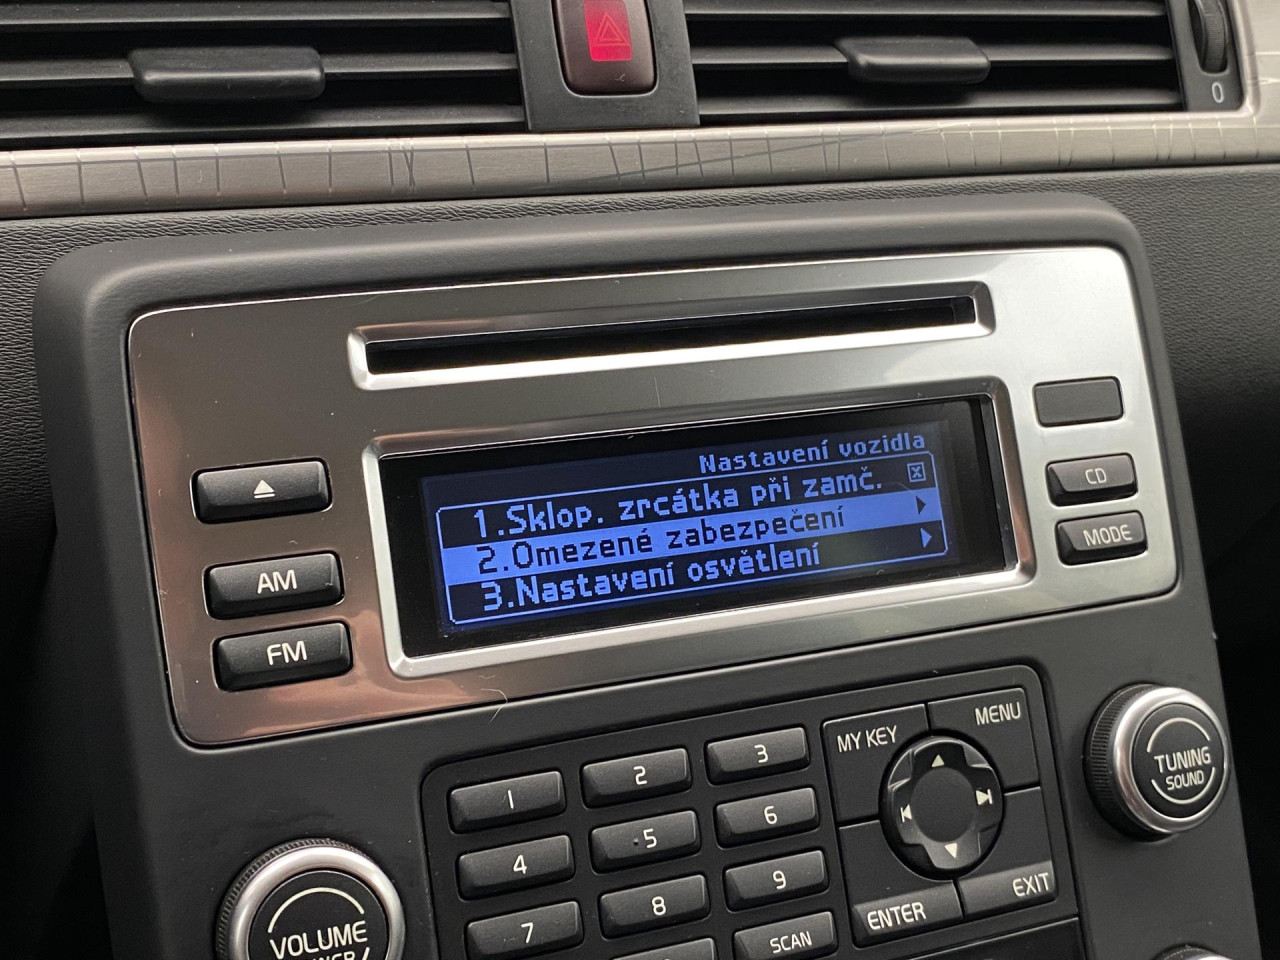 0
Nastavení vozidla
1.Sklop. zrcátka při zamč.
2.Omezené zabezpečení
3.Nastavení osvětlení
CD
MODE
AM
FM
MY KEY
MENU
1
2
3
4
5
6
7
8
9
SCAN
ENTER
EXIT
TUNING
SOUND
VOLUME